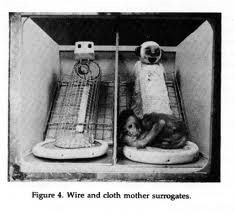 Figure 4. Wire and cloth mother surrogates.